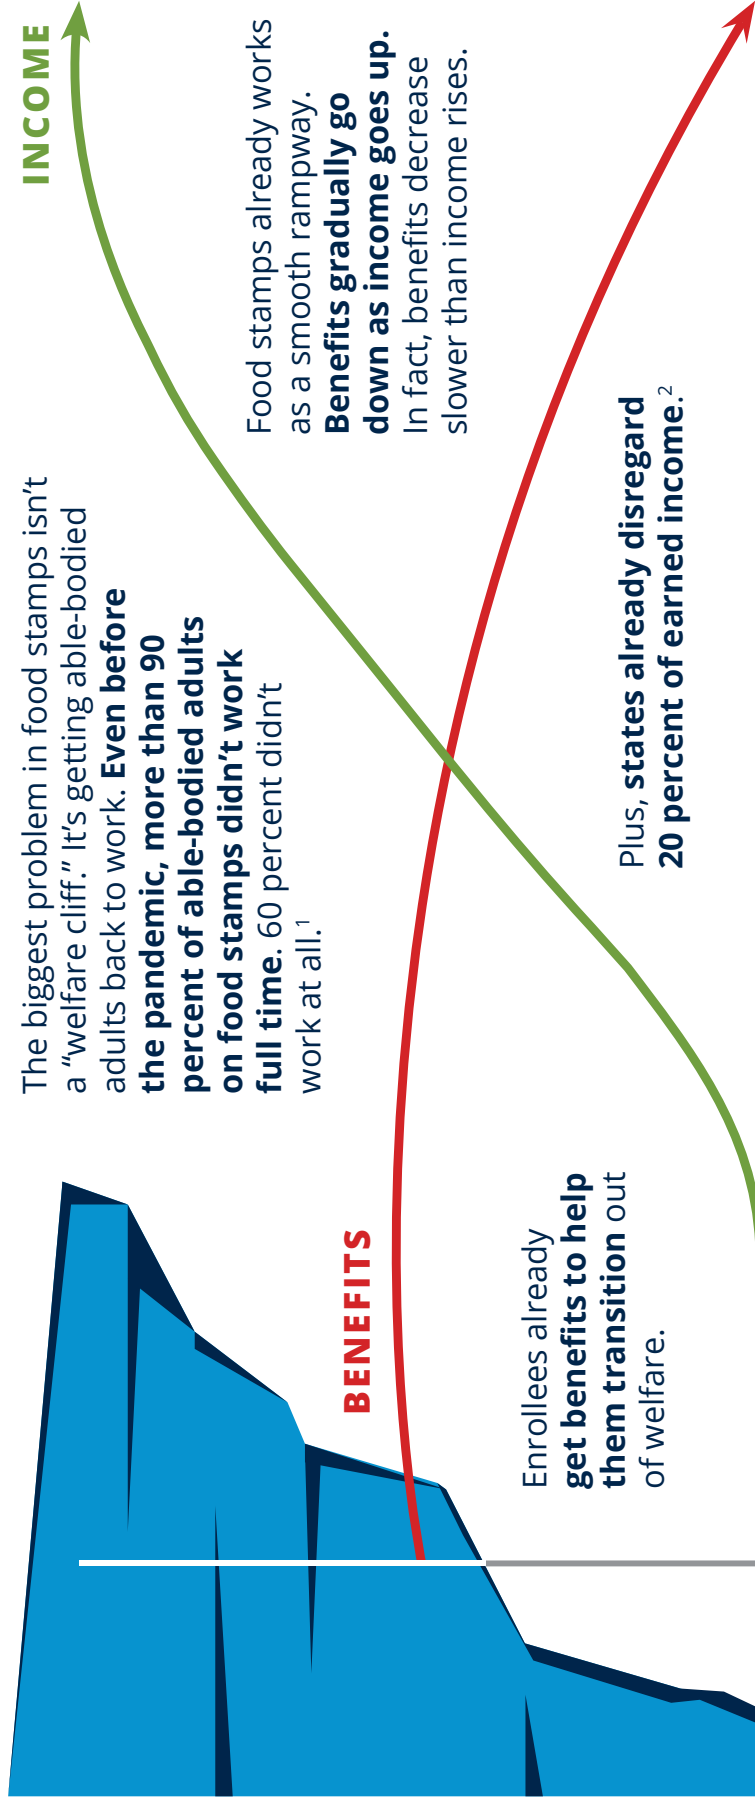 The biggest problem in food stamps isn’t
a “welfare cliff.” It’s getting able-bodied
adults back to work. Even before
the pandemic, more than 90
percent of able-bodied adults
on food stamps didn’t work
full time. 60 percent didn’t
work at all.1
INCOME
Food stamps already works
as a smooth rampway.
Benefits gradually go
down as income goes up.
In fact, benefits decrease
slower than income rises.
BENEFITS
Enrollees already
get benefits to help
them transition out
of welfare.
Plus, states already disregard
20 percent of earned income.2